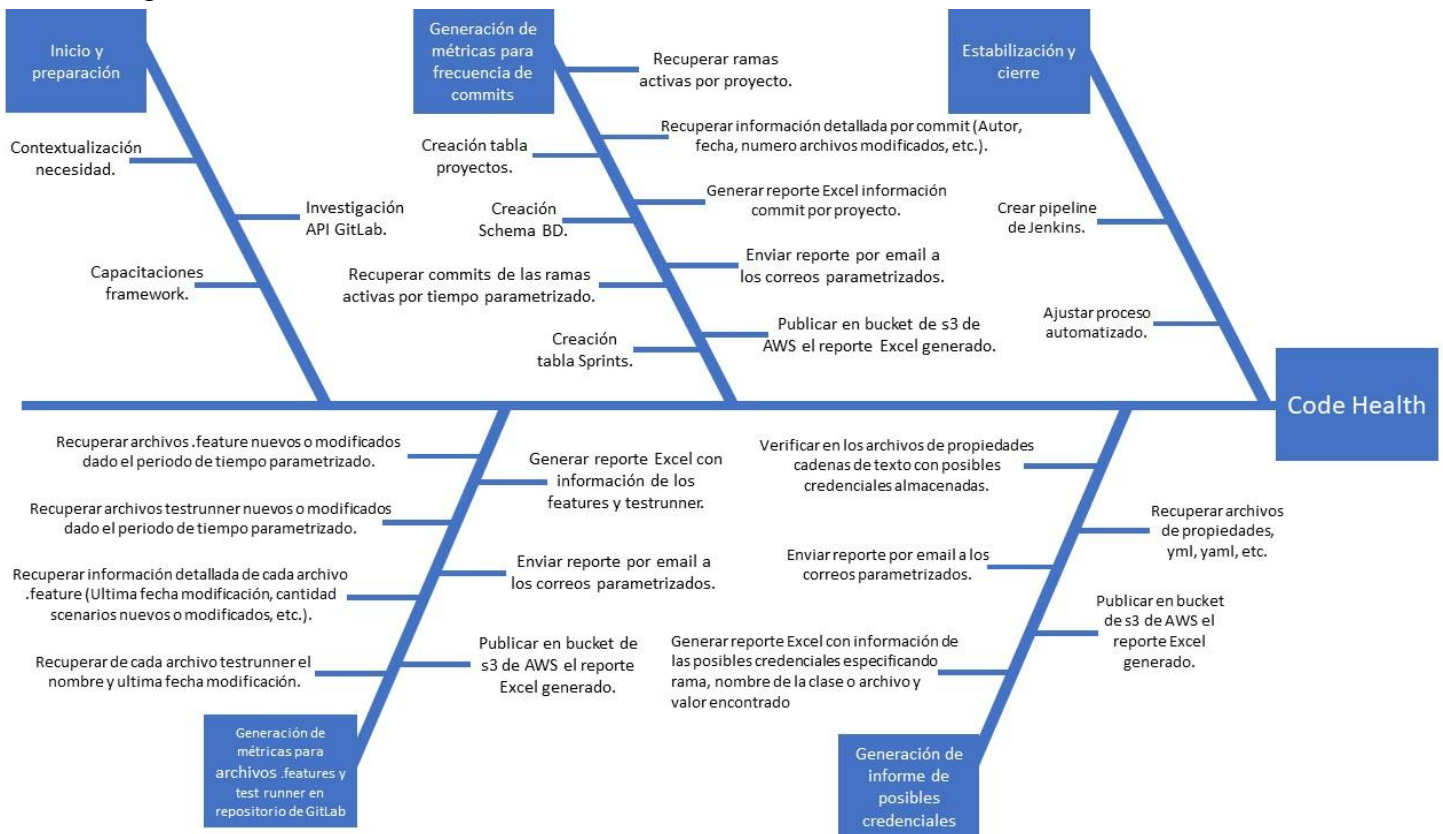 Inicio y
preparación
Contextualización
necesidad.
Investigación
API GitLab.
Capacitaciones
framework.
Generación de
métricas para
frecuencia de
commits
Recuperar ramas
activas por proyecto.
Creación tabla
proyectos.
Recuperar información detallada por commit (Autor,
fecha, numero archivos modificados, etc.).
Creación
Schema BD.
Generar reporte Excel información
commit por proyecto.
Recuperar commits de las ramas
activas por tiempo parametrizado.
Enviar reporte por email a
los correos parametrizados.
Creación
tabla Sprints.
Publicar en bucket de s3 de
AWS el reporte Excel generado.
Estabilización y
cierre
Crear pipeline
de Jenkins.
Ajustar proceso
automatizado.
Code Health
Recuperar archivos .feature nuevos o modificados
dado el periodo de tiempo parametrizado.
Generar reporte Excel con
información de los
features y testrunner.
Recuperar archivos testrunner nuevos o modificados
dado el periodo de tiempo parametrizado.
Enviar reporte por email a
los correos parametrizados.
Recuperar información detallada de cada archivo
.feature (Ultima fecha modificación, cantidad
scenarios nuevos o modificados, etc.).
Publicar en bucket de
s3 de AWS el reporte
Excel generado.
Recuperar de cada archivo testrunner el
nombre y ultima fecha modificación.
Generación de
métricas para
archivos .features y
test runner en
repositorio de GitLab
Verificar en los archivos de propiedades
cadenas de texto con posibles
credenciales almacenadas.
Recuperar archivos
de propiedades,
yml, yaml, etc.
Enviar reporte por email a los
correos parametrizados.
Publicar en bucket
de s3 de AWS el
reporte Excel
generado.
Generar reporte Excel con información de
las posibles credenciales especificando
rama, nombre de la clase o archivo y
valor encontrado
Generación de
informe de
posibles
credenciales